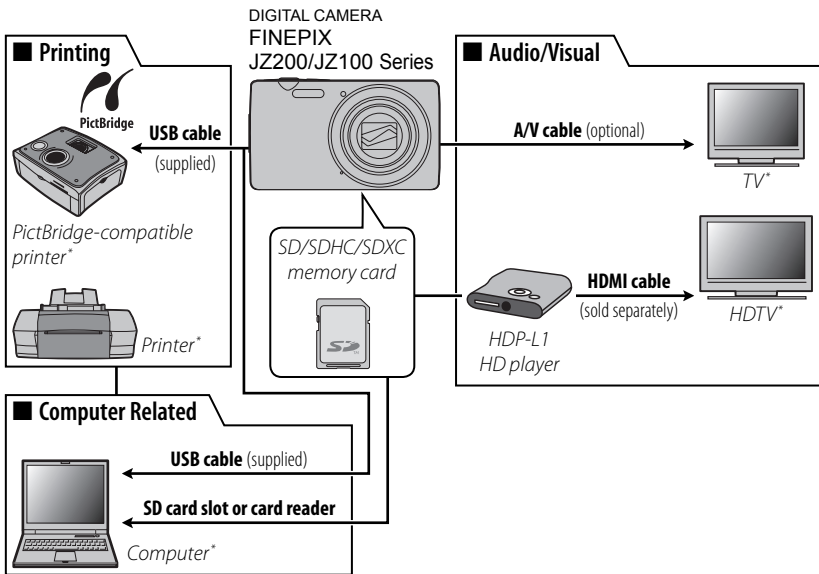 DIGITAL CAMERA
FINEPIX
JZ200/JZ100 Series
■ Printing
PictBridge
USB cable
(supplied)
PictBridge-compatible
printer*
Printer*
■ Audio/Visual
A/V cable (optional)
TV*
SD/SDHC/SDXC
memory card
SD
HDP-L1
HD player
HDMI cable
(sold separately)
HDTV*
■ Computer Related
USB cable (supplied)
SD card slot or card reader
Computer*